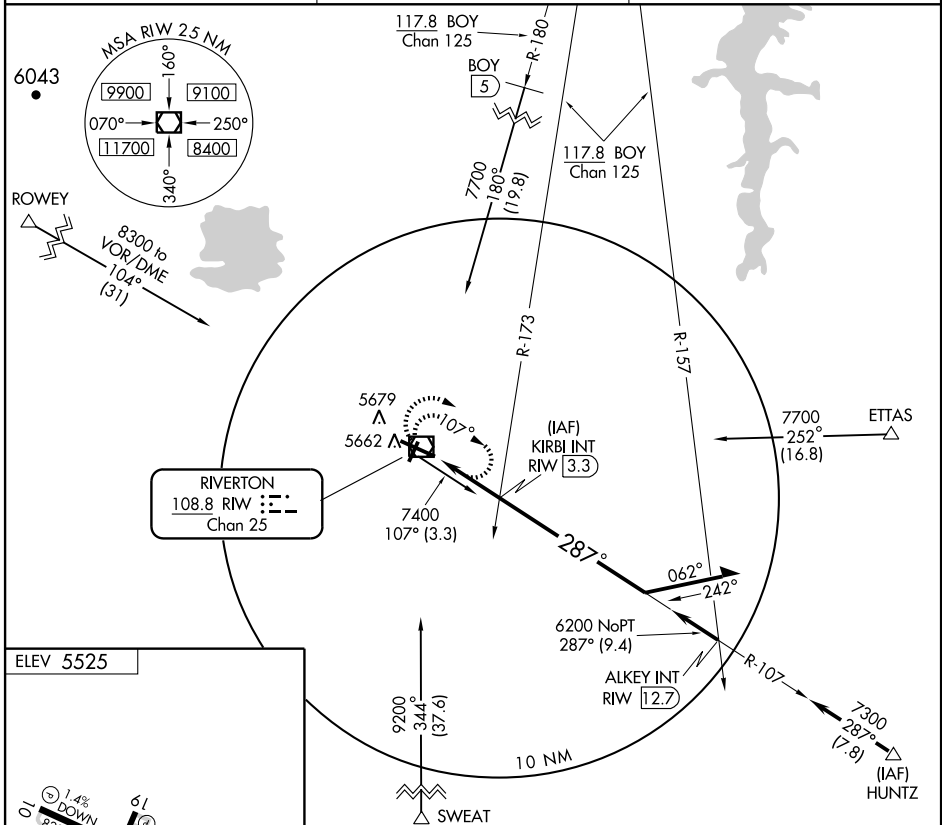 MSA RIW 25 NM
160°
9900
9100
070°
250°
11700
8400
340°
6043
ROWEY
8300 to
VOR/DME
104°
(31)
117.8 BOY
Chan 125
R-180
BOY
5
7700
180°
(19.8)
117.8 BOY
Chan 125
R-173
R-157
5679
5662
107°
(IAF)
KIRBI INT
RIW 3.3
7700
252°
(16.8)
ETTAS
RIVERTON
108.8 RIW
Chan 25
7400
107° (3.3)
287°
062°
242°
6200 NoPT
287° (9.4)
ALKEY INT
RIW 12.7
R-107
7300
287°
(7.8)
(IAF)
HUNTZ
9200
344°
(37.6)
10 NM
SWEAT
ELEV 5525
P
1.4%
DOWN
10
19